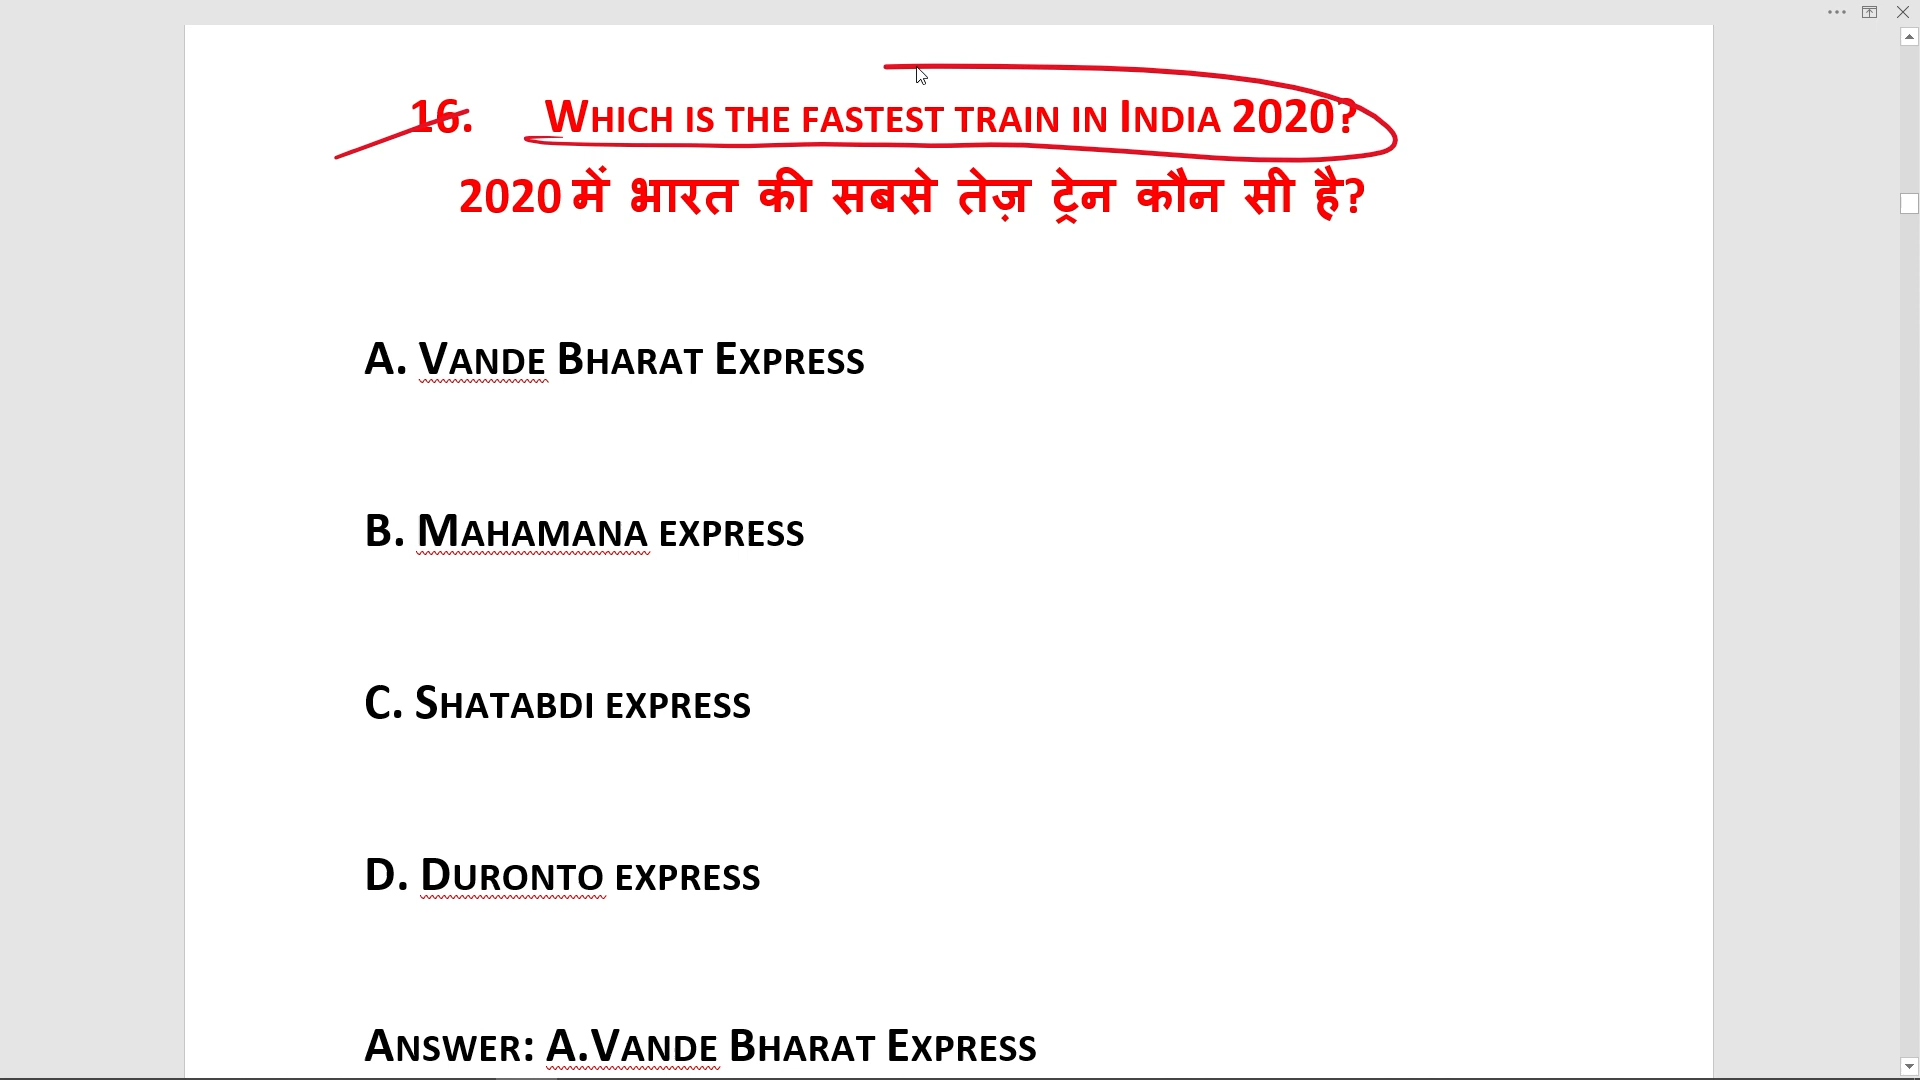 16. Which is the fastest train in India 2020?
2020 में भारत की सबसे तेज़ ट्रेन कौन सी है?
A. Vande Bharat Express
B. Mahamana express
C. Shatabdi express
D. Duronto express
Answer: A.Vande Bharat Express